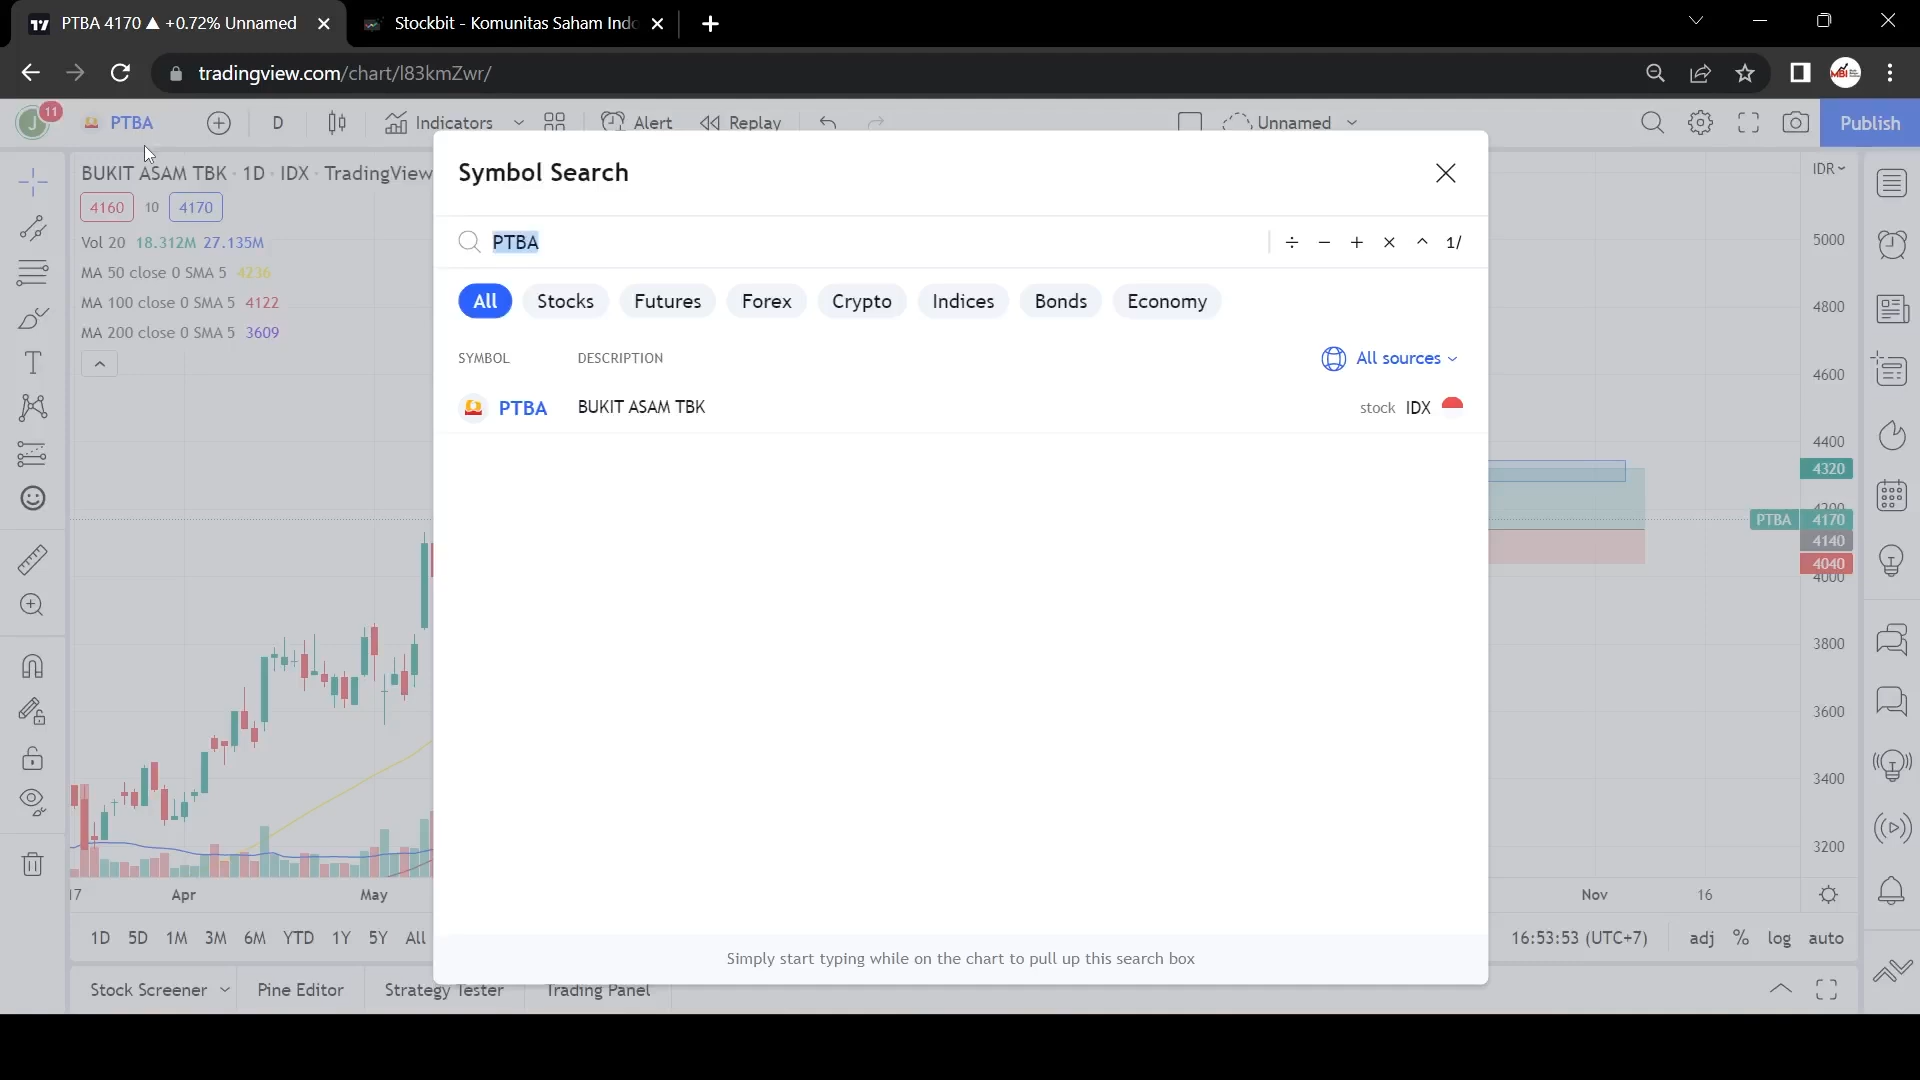 PTBA 4170 ▲ +0.72% Unnamed
Stockbit - Komunitas Saham Indo
tradingview.com/chart/l83kmZwr/
J 11 PTBA D Indicators Alert Replay Unnamed Publish
Symbol Search
BUKIT ASAM TBK · 1D · IDX · TradingView
IDR
4160 10 4170
Vol 20 18.312M 27.135M
MA 50 close 0 SMA 5 4236
MA 100 close 0 SMA 5 4122
MA 200 close 0 SMA 5 3609
PTBA ÷ − + × ^ 1/
All Stocks Futures Forex Crypto Indices Bonds Economy
SYMBOL DESCRIPTION All sources
PTBA BUKIT ASAM TBK stock IDX
5000
4800
4600
4400
4320
4200
PTBA 4170
4140
4040
4000
3800
3600
3400
3200
17 Apr May Nov 16
1D 5D 1M 3M 6M YTD 1Y 5Y All 16:53:53 (UTC+7) adj % log auto
Simply start typing while on the chart to pull up this search box
Stock Screener Pine Editor Strategy Tester Trading Panel